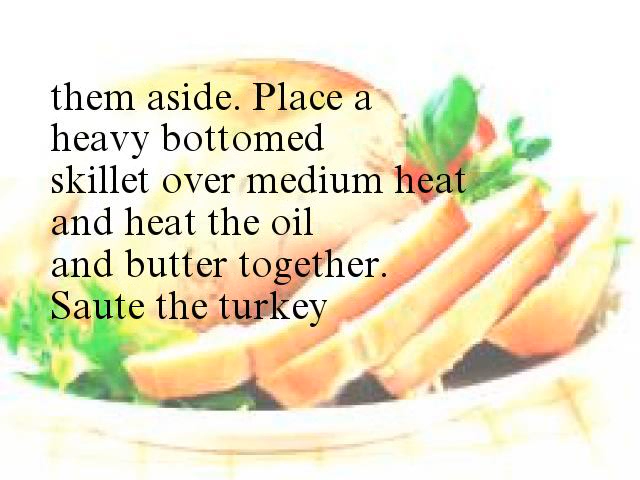 them aside. Place a
heavy bottomed
skillet over medium heat
and heat the oil
and butter together.
Saute the turkey